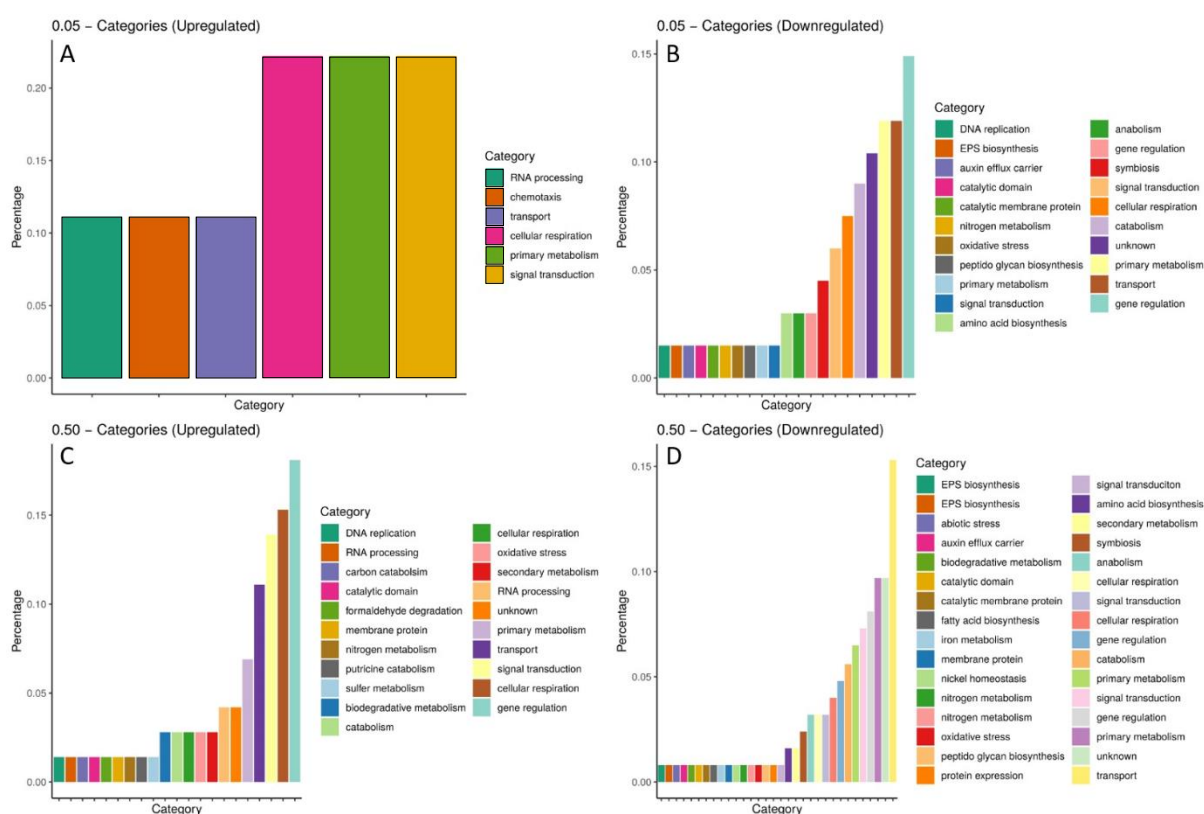 0.05 – Categories (Upregulated)
A
0.20
0.15
0.10
0.05
0.00
Percentage
Category
Category
RNA processing
chemotaxis
transport
cellular respiration
primary metabolism
signal transduction
0.05 – Categories (Downregulated)
B
0.15
0.10
0.05
0.00
Percentage
Category
Category
DNA replication
EPS biosynthesis
auxin efflux carrier
catalytic domain
catalytic membrane protein
nitrogen metabolism
oxidative stress
peptido glycan biosynthesis
primary metabolism
signal transduction
amino acid biosynthesis
anabolism
gene regulation
symbiosis
signal transduction
cellular respiration
catabolism
unknown
primary metabolism
transport
gene regulation
0.50 – Categories (Upregulated)
C
0.15
0.10
0.05
0.00
Percentage
Category
Category
DNA replication
RNA processing
carbon catabolsim
catalytic domain
formaldehyde degradation
membrane protein
nitrogen metabolism
putricine catabolism
sulfer metabolism
biodegradative metabolism
catabolism
cellular respiration
oxidative stress
secondary metabolism
RNA processing
unknown
primary metabolism
transport
signal transduction
cellular respiration
gene regulation
0.50 – Categories (Downregulated)
D
0.15
0.10
0.05
0.00
Percentage
Category
Category
EPS biosynthesis
EPS biosynthesis
abiotic stress
auxin efflux carrier
biodegradative metabolism
catalytic domain
catalytic membrane protein
fatty acid biosynthesis
iron metabolism
membrane protein
nickel homeostasis
nitrogen metabolism
nitrogen metabolism
oxidative stress
peptido glycan biosynthesis
protein expression
signal transduciton
amino acid biosynthesis
secondary metabolism
symbiosis
anabolism
cellular respiration
signal transduction
cellular respiration
gene regulation
catabolism
primary metabolism
signal transduction
gene regulation
primary metabolism
unknown
transport